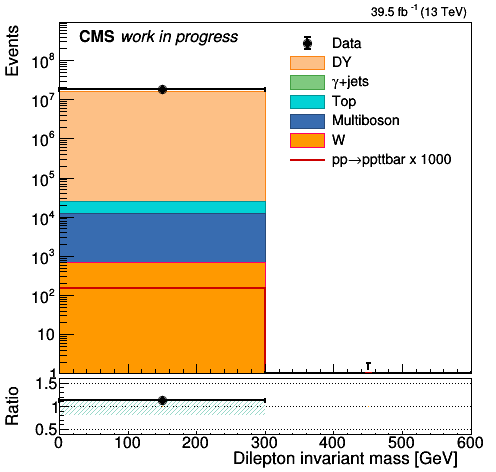 39.5 fb⁻¹ (13 TeV)
CMS work in progress
Events
10⁸
10⁷
10⁶
10⁵
10⁴
10³
10²
10
1
Data
DY
γ+jets
Top
Multiboson
W
pp→ppttbar x 1000
Ratio
1.5
1
0.5
0 100 200 300 400 500 600
Dilepton invariant mass [GeV]